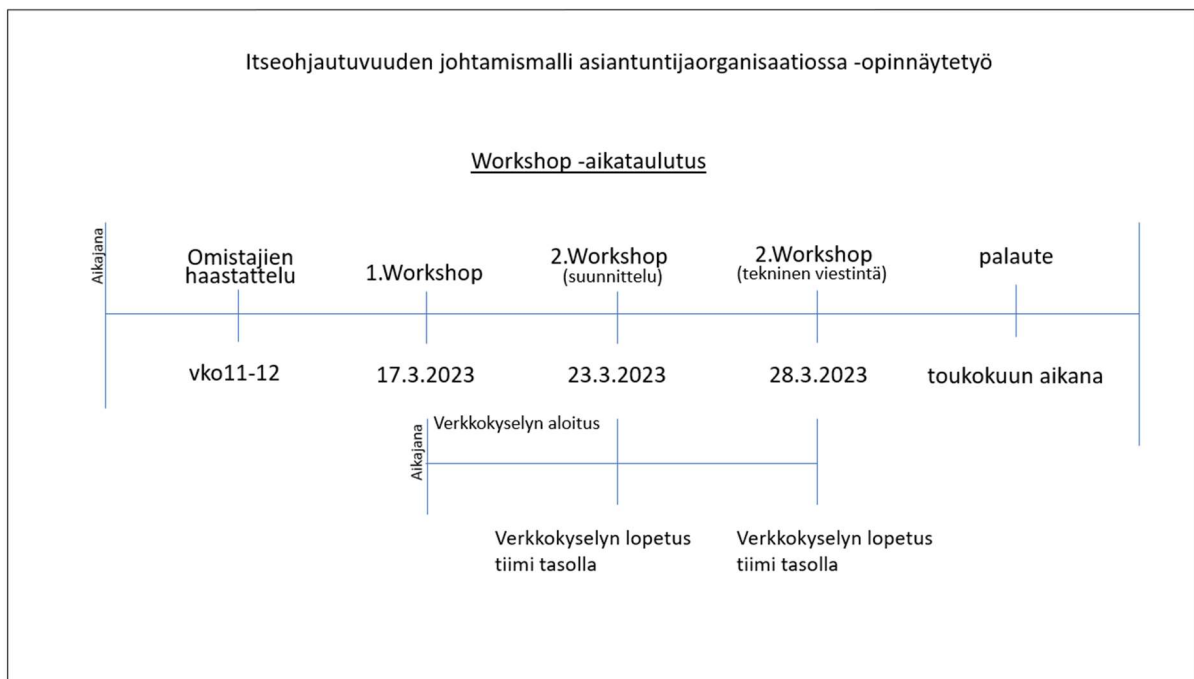 Itseohjautuvuuden johtamismalli asiantuntijaorganisaatiossa -opinnäytetyö
Workshop -aikataulutus
Aikajana
Omistajien
haastattelu
1.Workshop
2.Workshop
(suunnittelu)
2.Workshop
(tekninen viestintä)
palaute
vko11-12
17.3.2023
23.3.2023
28.3.2023
toukokuun aikana
Aikajana
Verkkokyselyn aloitus
Verkkokyselyn lopetus
tiimi tasolla
Verkkokyselyn lopetus
tiimi tasolla